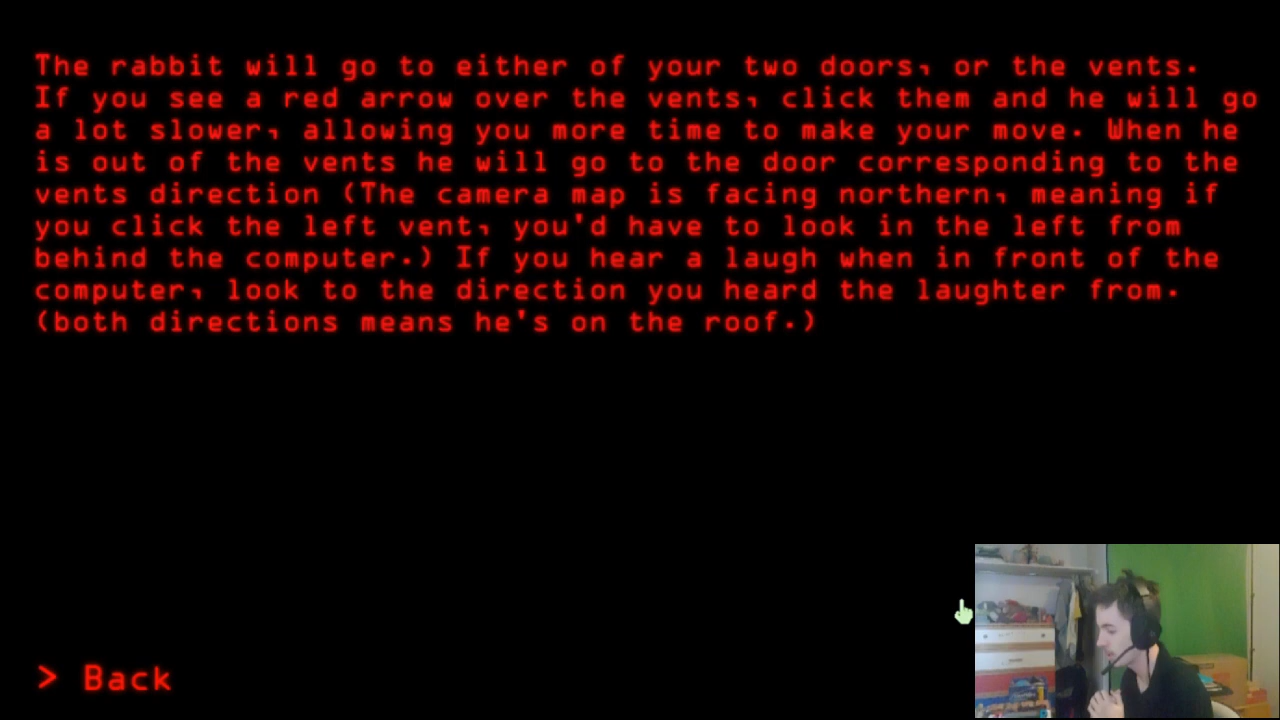 The rabbit will go to either of your two doors, or the vents.
If you see a red arrow over the vents, click them and he will go
a lot slower, allowing you more time to make your move. When he
is out of the vents he will go to the door corresponding to the
vents direction (The camera map is facing northern, meaning if
you click the left vent, you'd have to look in the left from
behind the computer.) If you hear a laugh when in front of the
computer, look to the direction you heard the laughter from.
(both directions means he's on the roof.)
> Back